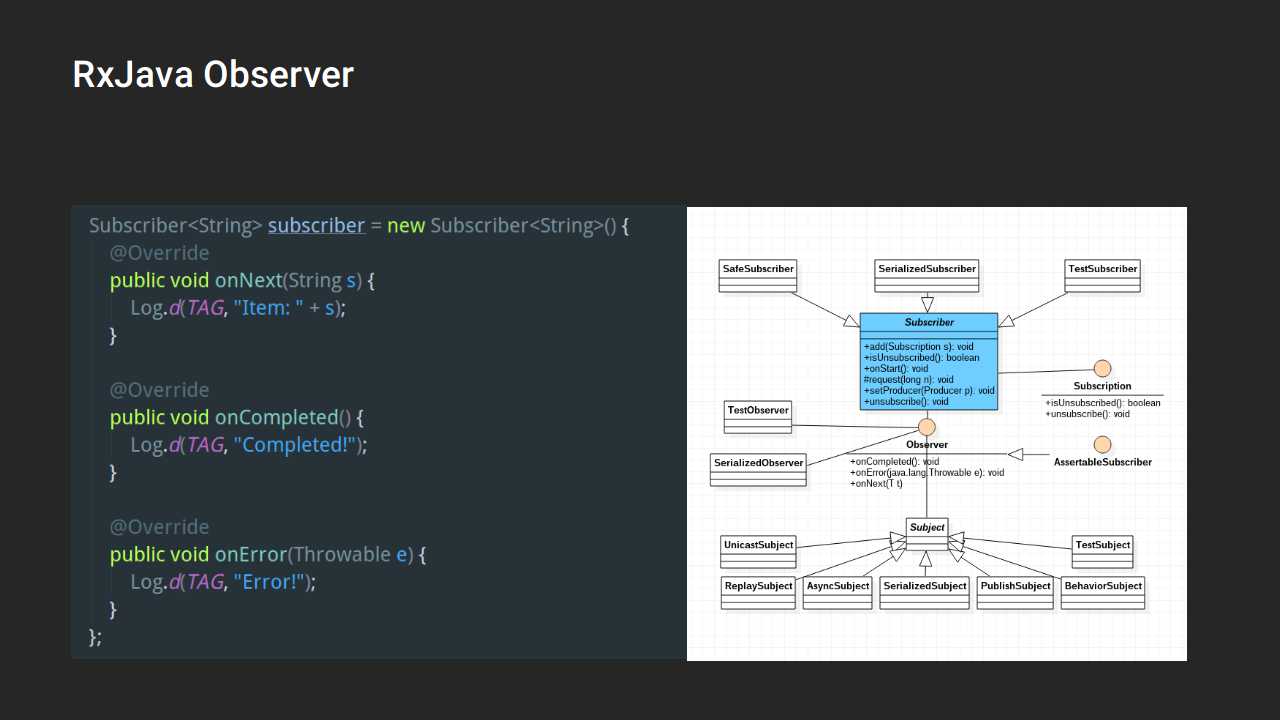 RxJava Observer
Subscriber<String> subscriber = new Subscriber<String>() {
@Override
public void onNext(String s) {
Log.d(TAG, "Item: " + s);
}
@Override
public void onCompleted() {
Log.d(TAG, "Completed!");
}
@Override
public void onError(Throwable e) {
Log.d(TAG, "Error!");
}
};
SafeSubscriber
SerializedSubscriber
TestSubscriber
Subscriber
+add(Subscription s): void
+isUnsubscribed(): boolean
+onStart(): void
#request(long n): void
+setProducer(Producer p): void
+unsubscribe(): void
Subscription
+isUnsubscribed(): boolean
+unsubscribe(): void
TestObserver
SerializedObserver
Observer
+onCompleted(): void
+onError(java.lang.Throwable e): void
+onNext(T t)
AssertableSubscriber
Subject
UnicastSubject
TestSubject
ReplaySubject
AsyncSubject
SerializedSubject
PublishSubject
BehaviorSubject